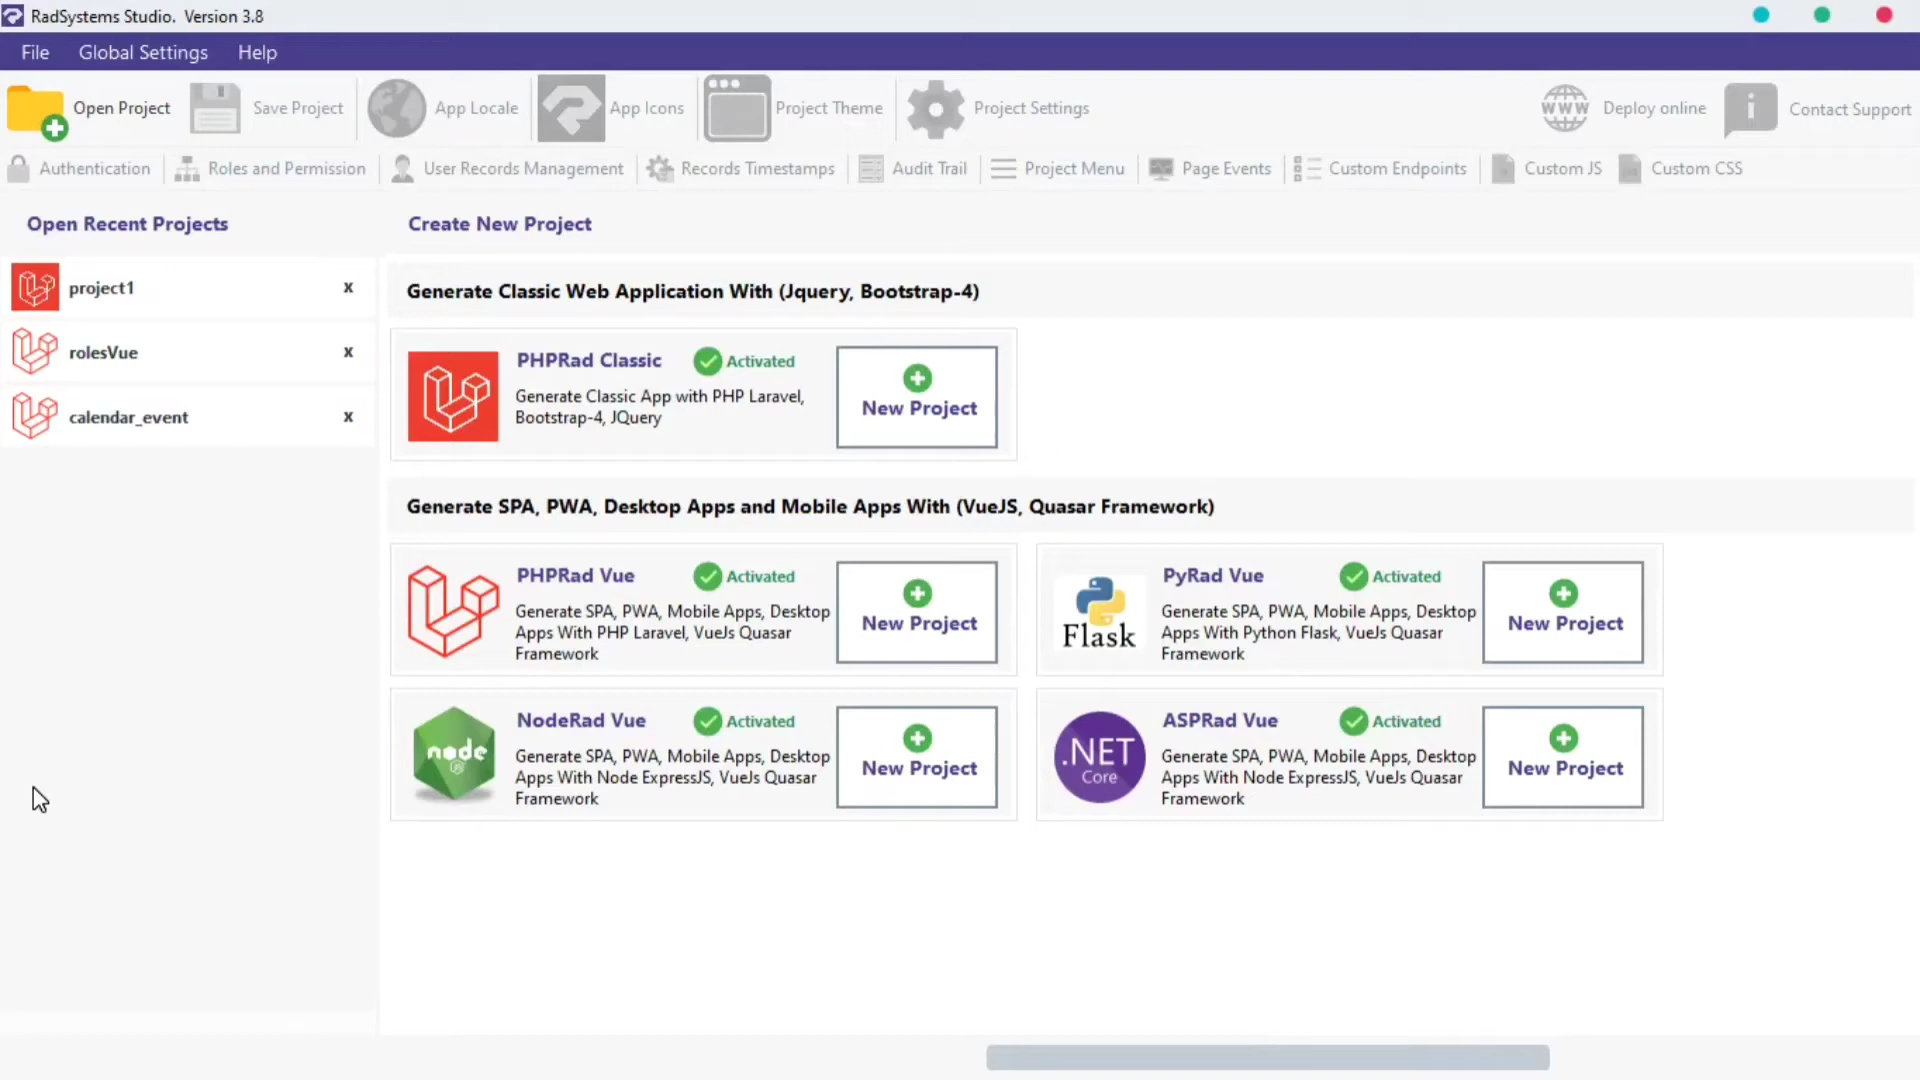 RadSystems Studio. Version 3.8
File Global Settings Help
Open Project Save Project App Locale App Icons Project Theme Project Settings WWW Deploy online Contact Support
Authentication Roles and Permission User Records Management Records Timestamps Audit Trail Project Menu Page Events Custom Endpoints Custom JS Custom CSS
Open Recent Projects
project1 x
rolesVue x
calendar_event x
Create New Project
Generate Classic Web Application With (Jquery, Bootstrap-4)
PHPRad Classic Activated
Generate Classic App with PHP Laravel,
Bootstrap-4, JQuery
New Project
Generate SPA, PWA, Desktop Apps and Mobile Apps With (VueJS, Quasar Framework)
PHPRad Vue Activated
Generate SPA, PWA, Mobile Apps, Desktop
Apps With PHP Laravel, VueJs Quasar
Framework
New Project
Flask
PyRad Vue Activated
Generate SPA, PWA, Mobile Apps, Desktop
Apps With Python Flask, VueJs Quasar
Framework
New Project
node
JS
NodeRad Vue Activated
Generate SPA, PWA, Mobile Apps, Desktop
Apps With Node ExpressJS, VueJs Quasar
Framework
New Project
.NET
Core
ASPRad Vue Activated
Generate SPA, PWA, Mobile Apps, Desktop
Apps With Node ExpressJS, VueJs Quasar
Framework
New Project